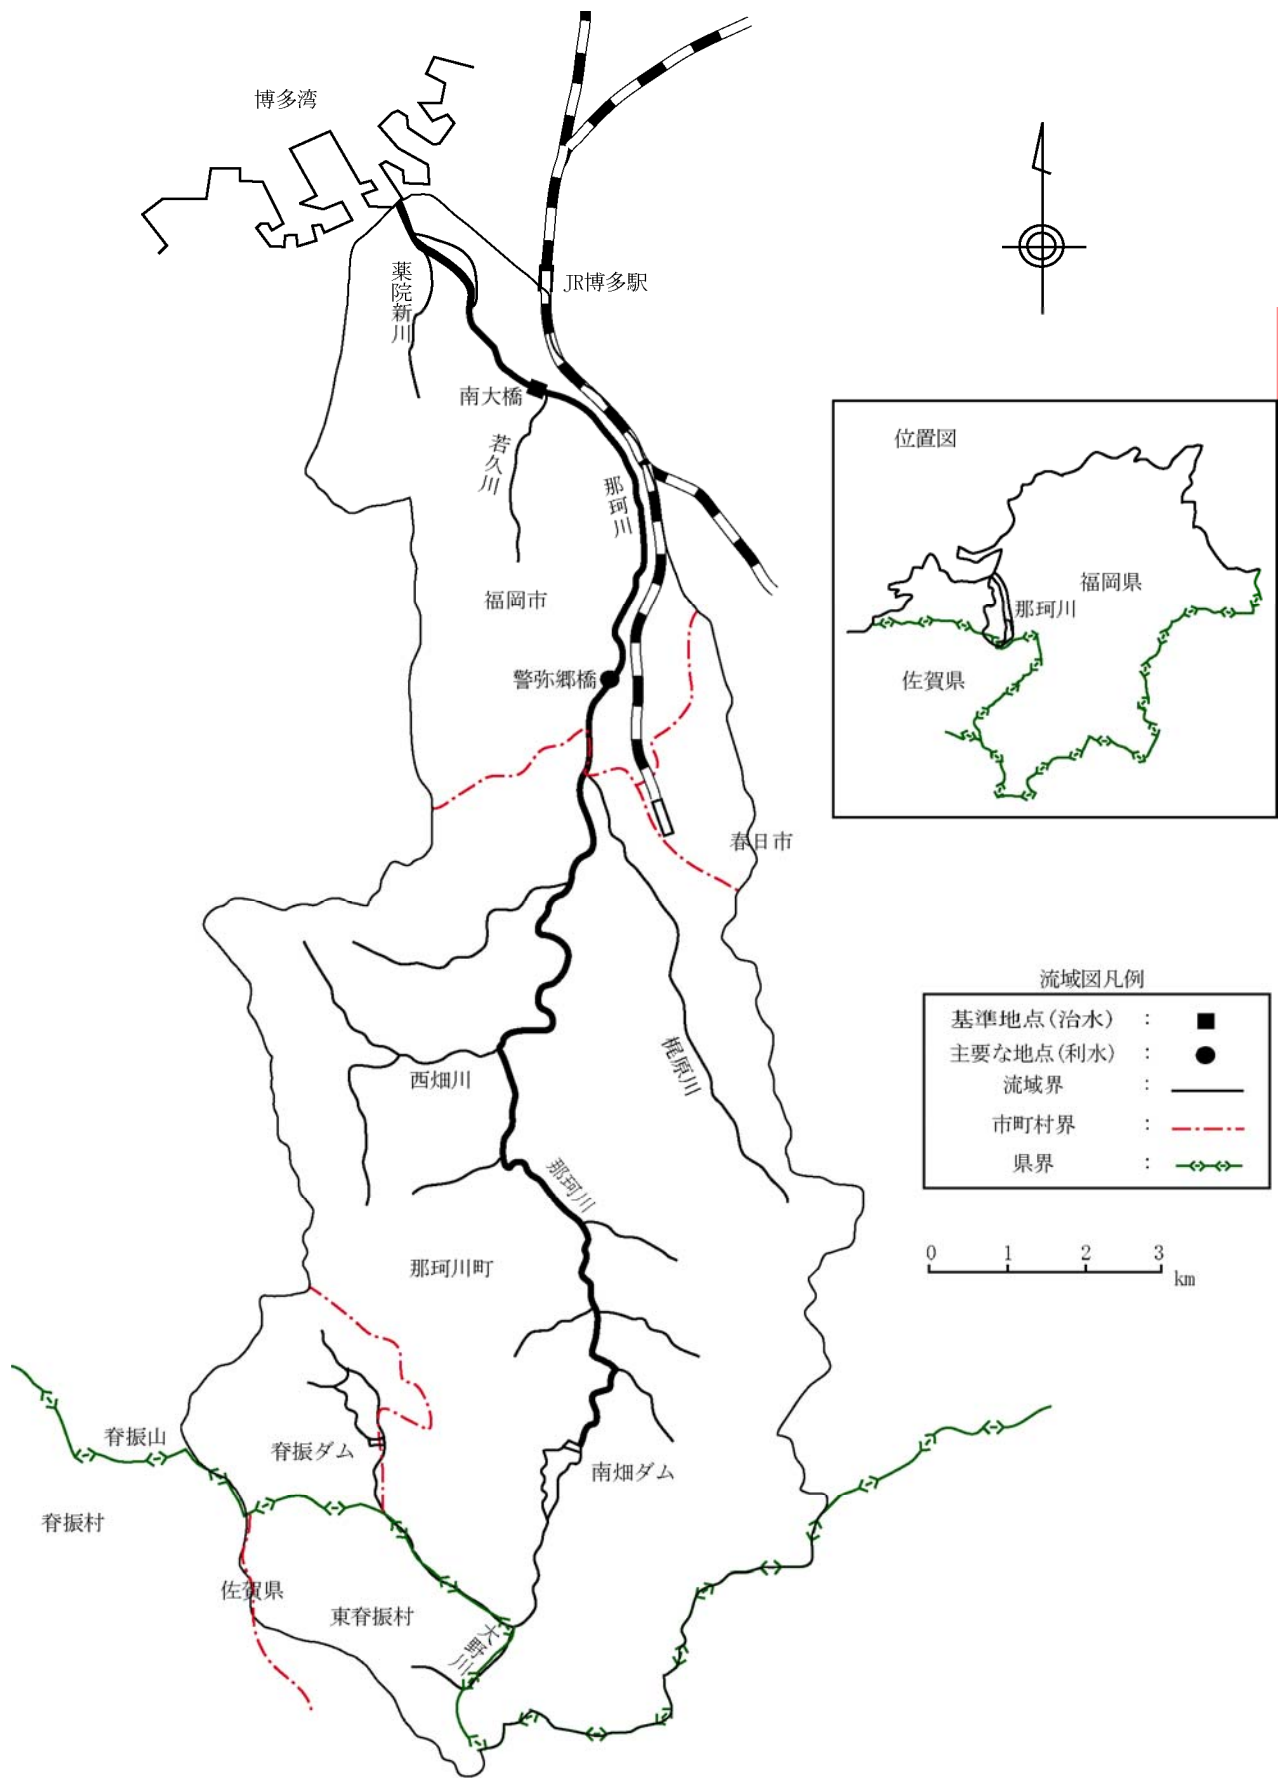 博多湾
JR博多駅
薬院新川
南大橋
若久川
那珂川
位置図
福岡県
那珂川
佐賀県
福岡市
警弥郷橋
春日市
流域図凡例
基準地点(治水) ：
主要な地点(利水) ：
流域界 ：
市町村界 ：
県界 ：
西畑川
梶原川
那珂川
那珂川町
0 1 2 3
km
脊振山
脊振ダム
南畑ダム
脊振村
佐賀県
東脊振村
大野川